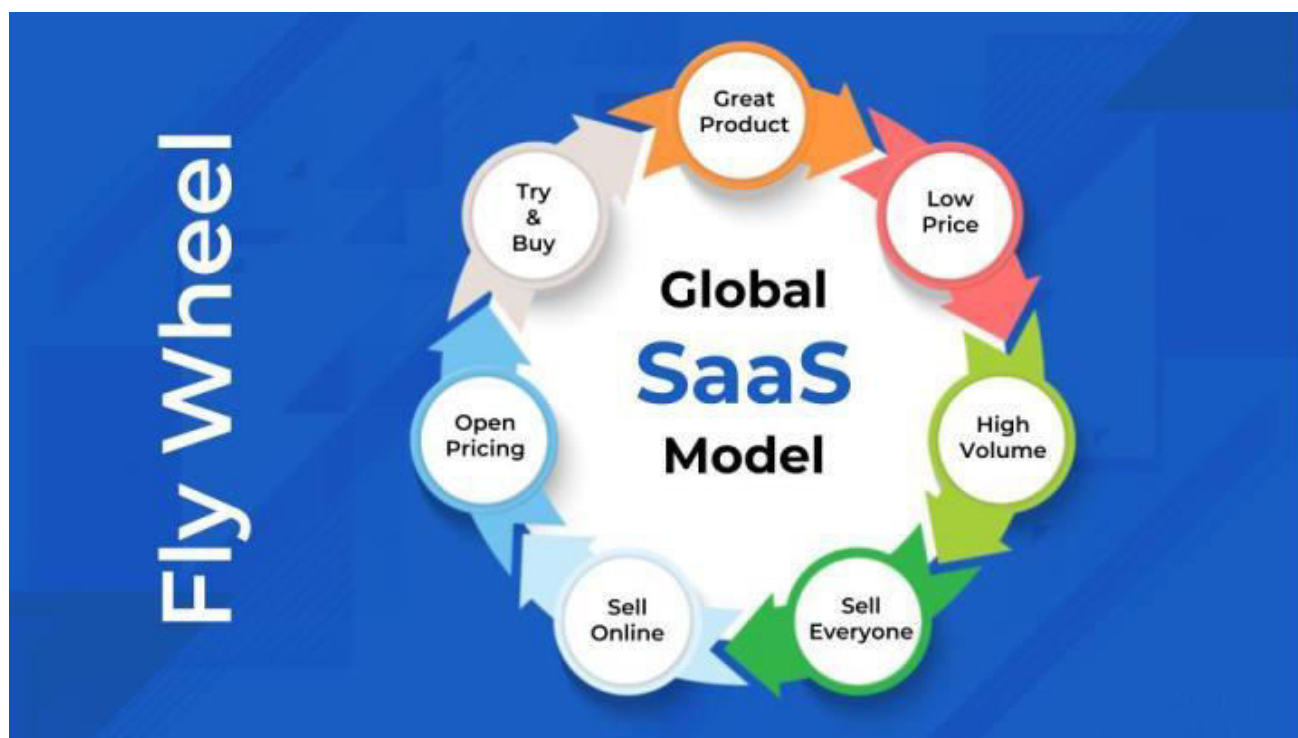 Fly Wheel
Global
SaaS
Model
Great
Product
Low
Price
High
Volume
Sell
Everyone
Sell
Online
Open
Pricing
Try
&
Buy